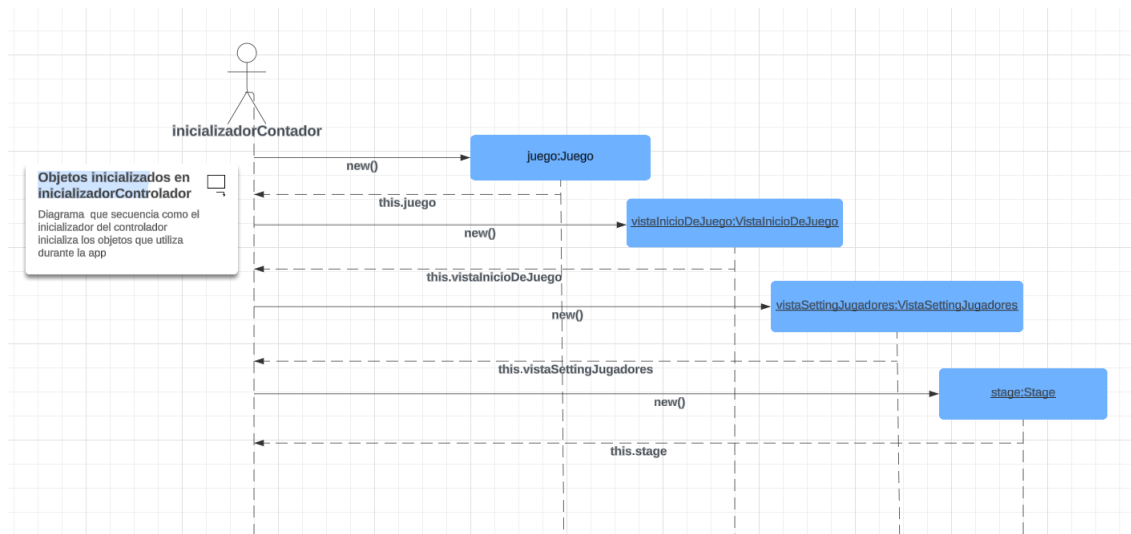 inicializadorContador
new()
juego:Juego
Objetos inicializados en
inicializadorControlador
Diagrama que secuencia como el
inicializador del controlador
inicializa los objetos que utiliza
durante la app
this.juego
new()
vistaInicioDeJuego:VistaInicioDeJuego
this.vistaInicioDeJuego
new()
vistaSettingJugadores:VistaSettingJugadores
this.vistaSettingJugadores
new()
stage:Stage
this.stage